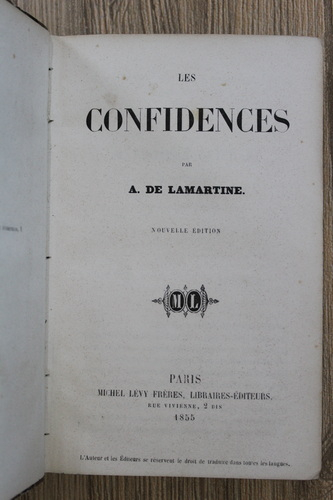 LES
CONFIDENCES
PAR
A. DE LAMARTINE.
NOUVELLE ÉDITION
ML
PARIS
MICHEL LÉVY FRÈRES, LIBRAIRES-ÉDITEURS,
RUE VIVIENNE, 2 BIS
1855
L'Auteur et les Éditeurs se réservent le droit de traduire dans toutes les langues.